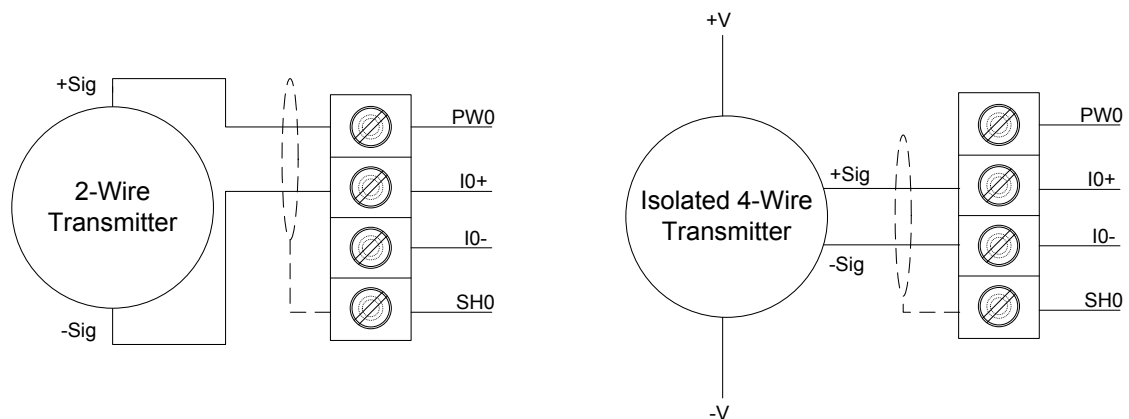 +Sig
2-Wire
Transmitter
-Sig
PW0
I0+
I0-
SH0
+V
Isolated 4-Wire
Transmitter
+Sig
-Sig
-V
PW0
I0+
I0-
SH0